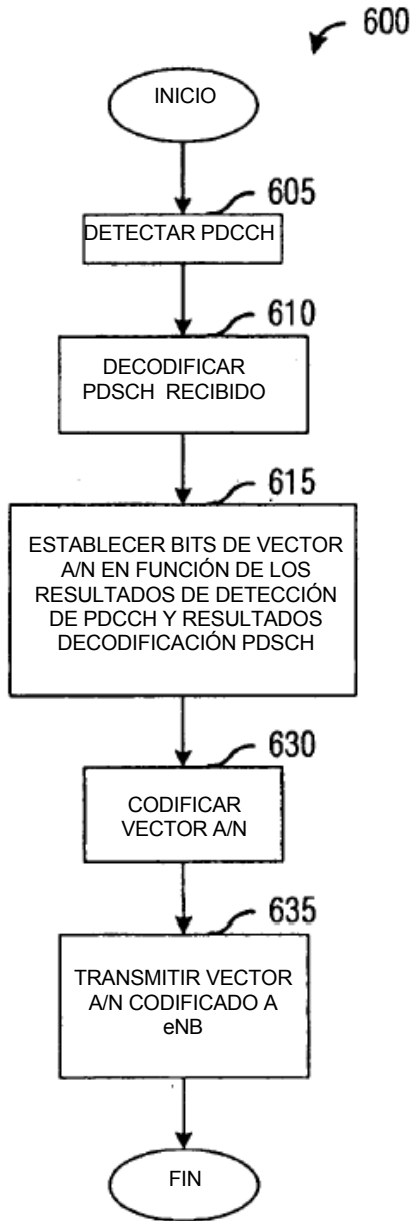 600
INICIO
605
DETECTAR PDCCH
610
DECODIFICAR
PDSCH RECIBIDO
615
ESTABLECER BITS DE VECTOR
A/N EN FUNCIÓN DE LOS
RESULTADOS DE DETECCIÓN
DE PDCCH Y RESULTADOS
DECODIFICACIÓN PDSCH
630
CODIFICAR
VECTOR A/N
635
TRANSMITIR VECTOR
A/N CODIFICADO A
eNB
FIN